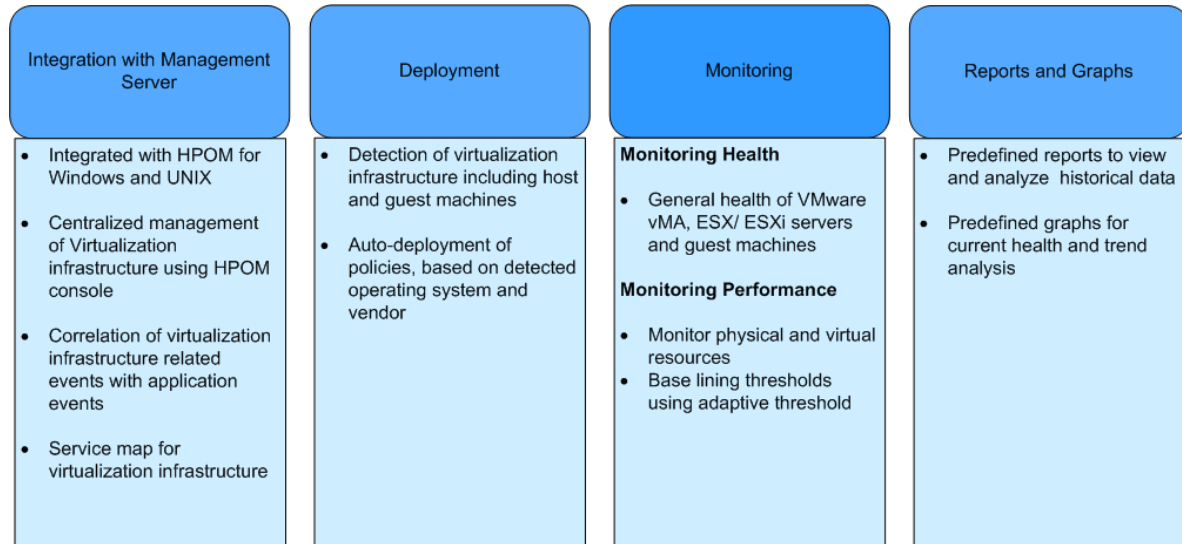 Integration with Management
Server
Integrated with HPOM for
Windows and UNIX
Centralized management
of Virtualization
infrastructure using HPOM
console
Correlation of virtualization
infrastructure related
events with application
events
Service map for
virtualization infrastructure
Deployment
Detection of virtualization
infrastructure including host
and guest machines
Auto-deployment of
policies, based on detected
operating system and
vendor
Monitoring
Monitoring Health
General health of VMware
vMA, ESX/ ESXi servers
and guest machines
Monitoring Performance
Monitor physical and virtual
resources
Base lining thresholds
using adaptive threshold
Reports and Graphs
Predefined reports to view
and analyze historical data
Predefined graphs for
current health and trend
analysis